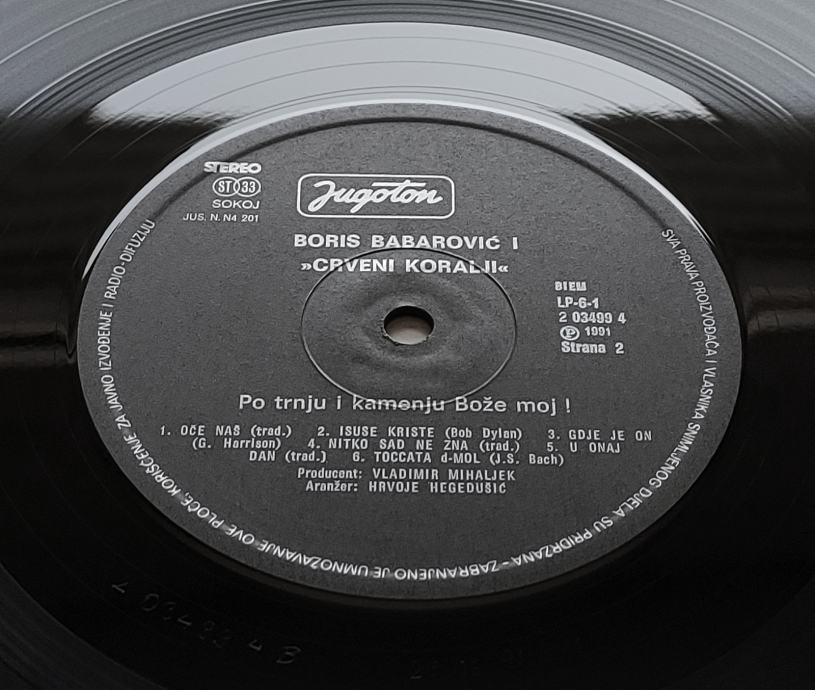 STEREO
ST 33
SOKOJ
JUS. N. N4 201
Jugoton
BORIS BABAROVIĆ I
»CRVENI KORALJI«
BIEM
LP-6-1
2 03499 4
Ⓟ 1991
Strana 2
Po trnju i kamenju Bože moj !
1. OČE NAŠ (trad.) 2. ISUSE KRISTE (Bob Dylan) 3. GDJE JE ON
(G. Harrison) 4. NITKO SAD NE ZNA (trad.) 5. U ONAJ
DAN (trad.) 6. TOCCATA d-MOL (J.S. Bach)
Producent: VLADIMIR MIHALJEK
Aranžer: HRVOJE HEGEDUŠIĆ
SVA PRAVA PROIZVOĐAČA I VLASNIKA SNIMLJENOG DJELA SU PRIDRŽANA - ZABRANJENO JE UMNOŽAVANJE OVE PLOČE, KORIŠĆENJE ZA JAVNO IZVOĐENJE I RADIO-DIFUZIJU